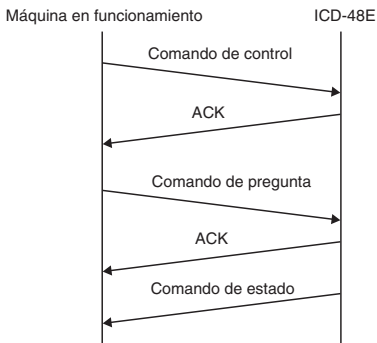 Máquina en funcionamiento
ICD-48E
Comando de control
ACK
Comando de pregunta
ACK
Comando de estado